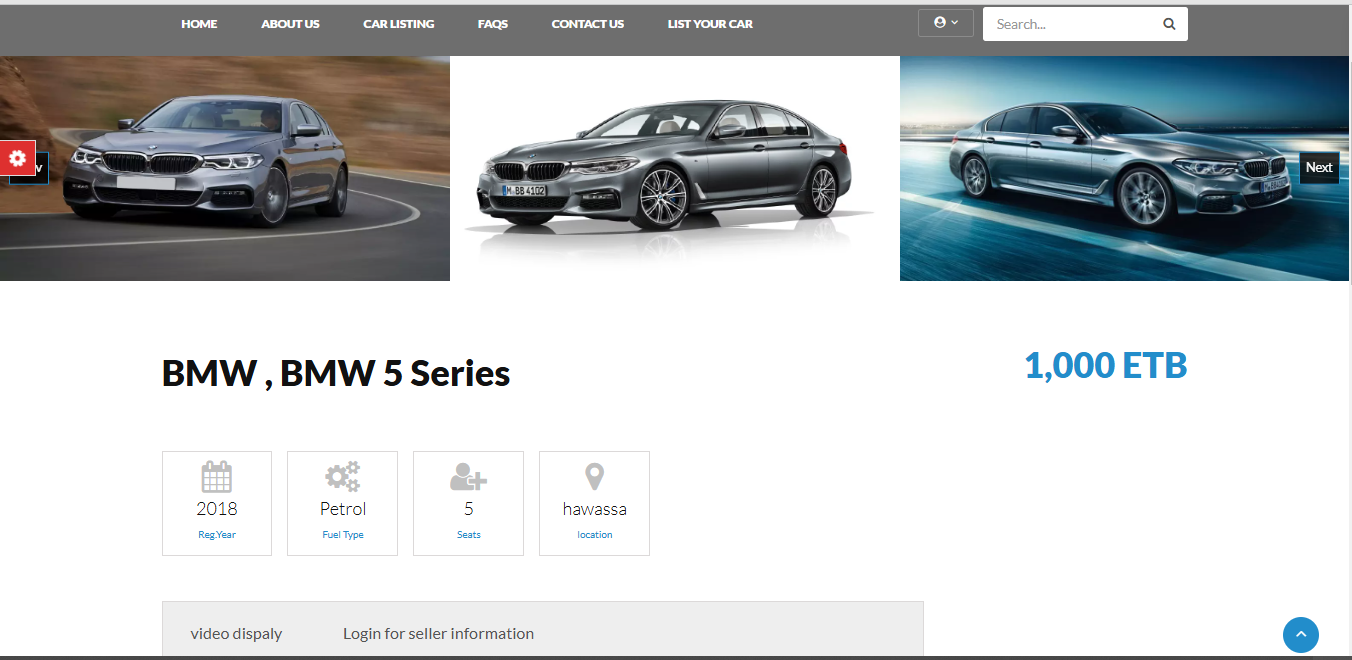 HOME ABOUT US CAR LISTING FAQS CONTACT US LIST YOUR CAR
Search...
M·BB 4102
v
Next
BMW , BMW 5 Series
1,000 ETB
2018 Petrol 5 hawassa
Reg.Year Fuel Type Seats location
video dispaly Login for seller information